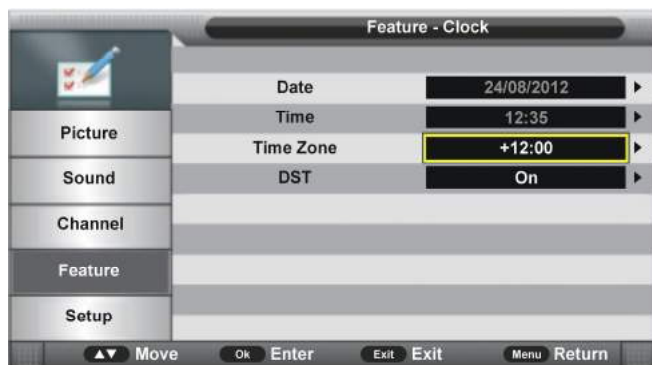 Feature - Clock
Date 24/08/2012
Time 12:35
Time Zone +12:00
DST On
Picture
Sound
Channel
Feature
Setup
Move Ok Enter Exit Exit Menu Return